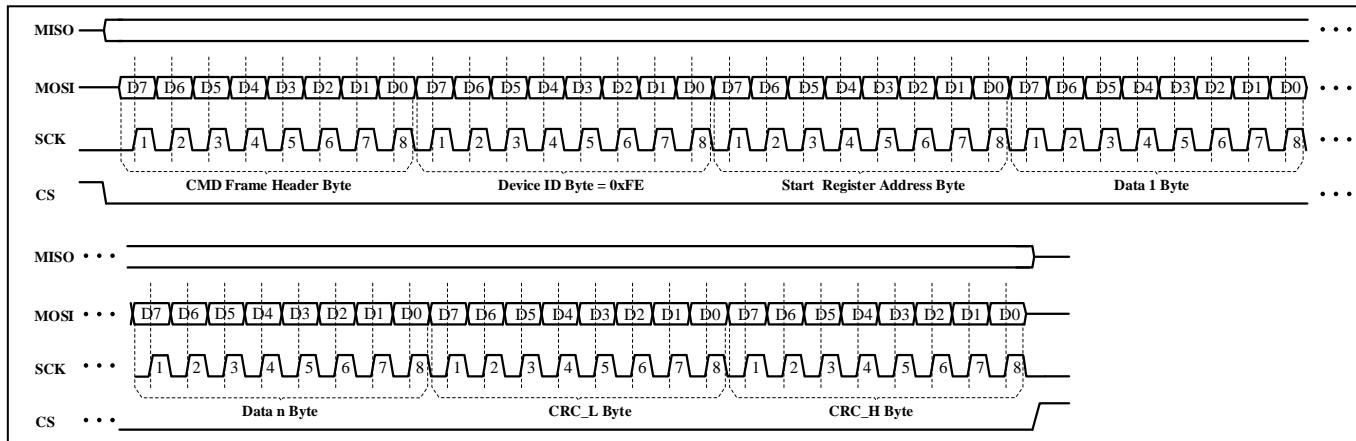 MISO • • •
MOSI D7 D6 D5 D4 D3 D2 D1 D0 D7 D6 D5 D4 D3 D2 D1 D0 D7 D6 D5 D4 D3 D2 D1 D0 D7 D6 D5 D4 D3 D2 D1 D0 • • •
SCK 1 2 3 4 5 6 7 8 1 2 3 4 5 6 7 8 1 2 3 4 5 6 7 8 1 2 3 4 5 6 7 8 • • •
CMD Frame Header Byte Device ID Byte = 0xFE Start Register Address Byte Data 1 Byte
CS • • •
MISO • • •
MOSI • • • D7 D6 D5 D4 D3 D2 D1 D0 D7 D6 D5 D4 D3 D2 D1 D0 D7 D6 D5 D4 D3 D2 D1 D0
SCK • • • 1 2 3 4 5 6 7 8 1 2 3 4 5 6 7 8 1 2 3 4 5 6 7 8
Data n Byte CRC_L Byte CRC_H Byte
CS • • •